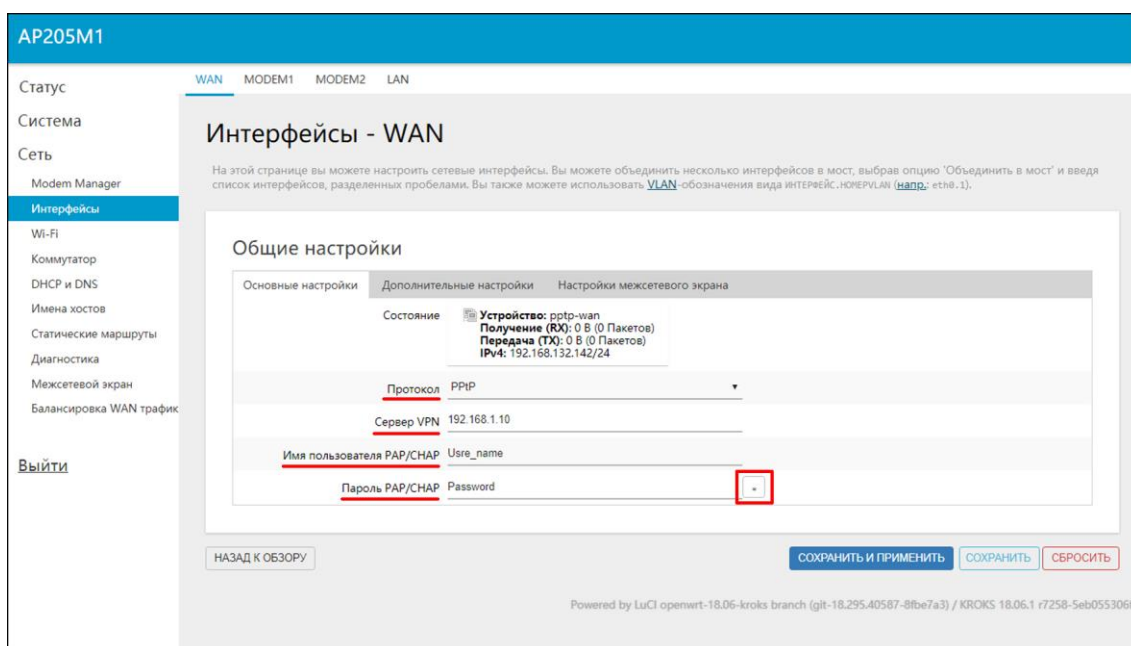 AP205M1
Статус
Система
Сеть
Modem Manager
Интерфейсы
Wi-Fi
Коммутатор
DHCP и DNS
Имена хостов
Статические маршруты
Диагностика
Межсетевой экран
Балансировка WAN трафик
Выйти
WAN MODEM1 MODEM2 LAN
Интерфейсы - WAN
На этой странице вы можете настроить сетевые интерфейсы. Вы можете объединить несколько интерфейсов в мост, выбрав опцию 'Объединить в мост' и введя
список интерфейсов, разделенных пробелами. Вы также можете использовать VLAN-обозначения вида ИНТЕРФЕЙС.НОМЕРVLAN (напр.: eth0.1).
Общие настройки
Основные настройки Дополнительные настройки Настройки межсетевого экрана
Состояние Устройство: pptp-wan
Получение (RX): 0 B (0 Пакетов)
Передача (TX): 0 B (0 Пакетов)
IPv4: 192.168.132.142/24
Протокол PPtP
Сервер VPN 192.168.1.10
Имя пользователя PAP/CHAP Usre_name
Пароль PAP/CHAP Password *
НАЗАД К ОБЗОРУ СОХРАНИТЬ И ПРИМЕНИТЬ СОХРАНИТЬ СБРОСИТЬ
Powered by LuCI openwrt-18.06-kroks branch (git-18.295.40587-8fbe7a3) / KROKS 18.06.1 r7258-5eb055306